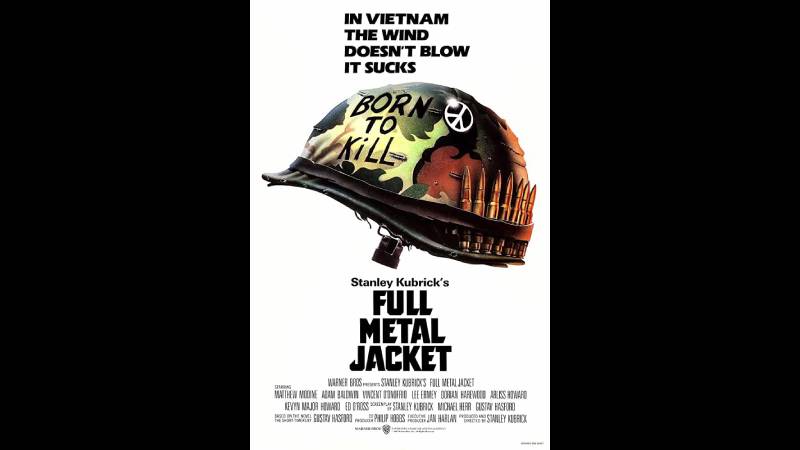 IN VIETNAM
THE WIND
DOESN'T BLOW
IT SUCKS
BORN
TO
KiLL
Stanley Kubrick's
FULL
METAL
JACKET
WARNER BROS PRESENTS STANLEY KUBRICK'S FULL METAL JACKET
STARRING
MATTHEW MODINE ADAM BALDWIN VINCENT D'ONOFRIO LEE ERMEY DORIAN HAREWOOD ARLISS HOWARD
KEVYN MAJOR HOWARD ED O'ROSS SCREENPLAY BY STANLEY KUBRICK MICHAEL HERR GUSTAV HASFORD
BASED ON THE NOVEL THE SHORT-TIMERS BY GUSTAV HASFORD CO PRODUCER PHILIP HOBBS EXECUTIVE PRODUCER JAN HARLAN PRODUCED AND DIRECTED BY STANLEY KUBRICK
WARNER BROS